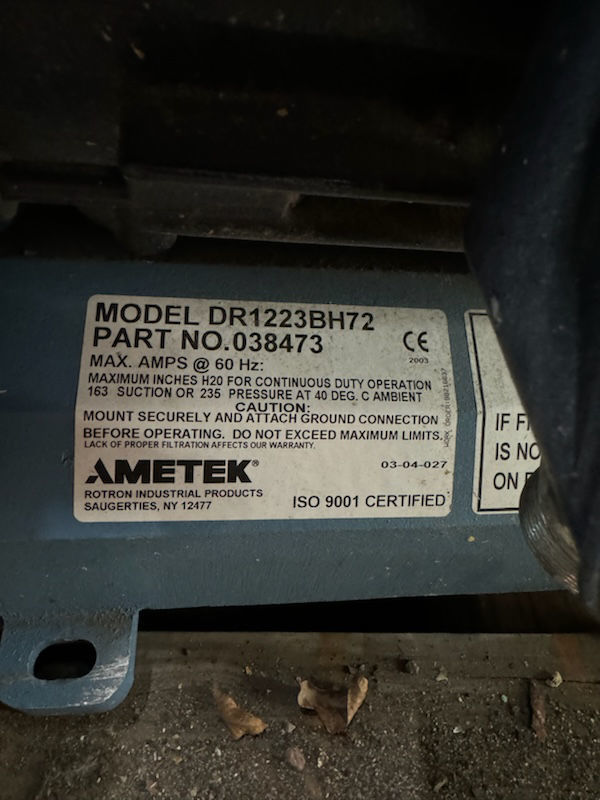 MODEL DR1223BH72
PART NO.038473
CE
2003
MAX. AMPS @ 60 Hz:
MAXIMUM INCHES H20 FOR CONTINUOUS DUTY OPERATION
163 SUCTION OR 235 PRESSURE AT 40 DEG. C AMBIENT
CAUTION:
MOUNT SECURELY AND ATTACH GROUND CONNECTION
BEFORE OPERATING. DO NOT EXCEED MAXIMUM LIMITS.
LACK OF PROPER FILTRATION AFFECTS OUR WARRANTY.
AMETEK®
03-04-027
ROTRON INDUSTRIAL PRODUCTS
SAUGERTIES, NY 12477
ISO 9001 CERTIFIED
WORK ORDER:
IF
IS
ON